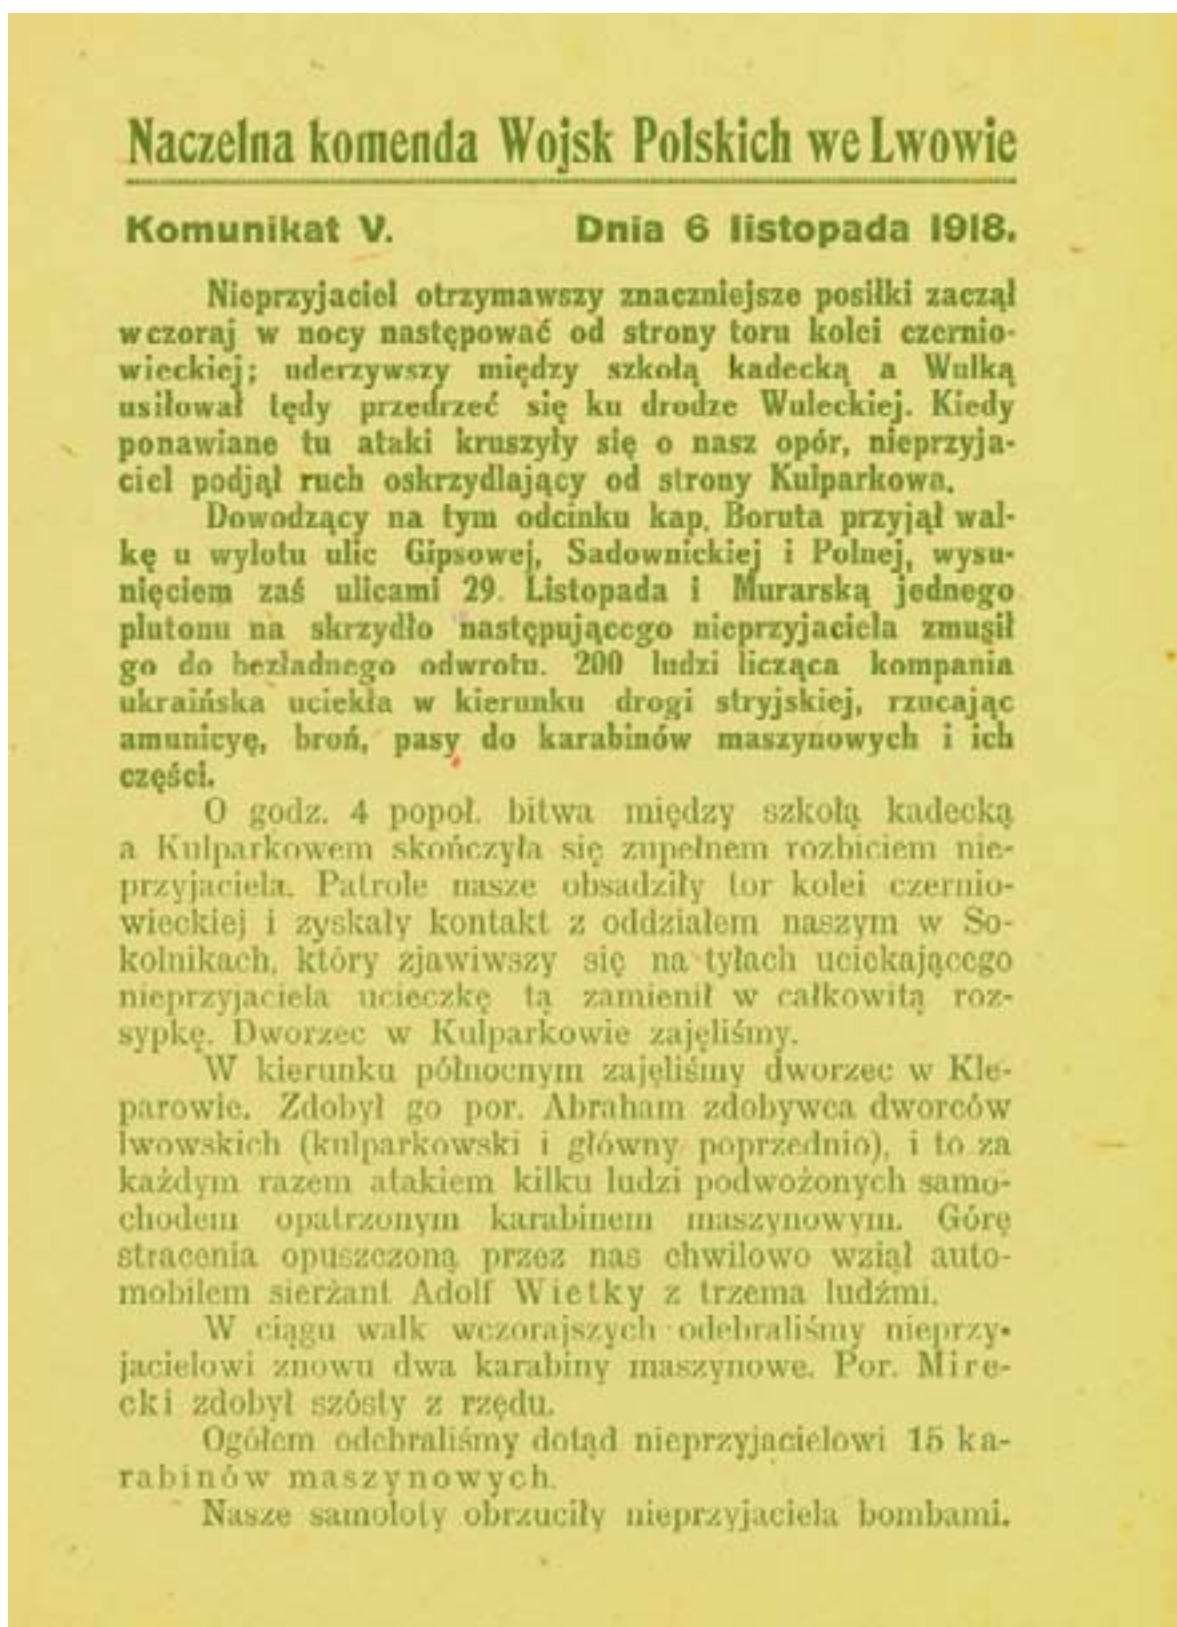 Naczelna komenda Wojsk Polskich we Lwowie
Komunikat V. Dnia 6 listopada 1918.
Nieprzyjaciel otrzymawszy znaczniejsze posiłki zaczął
wczoraj w nocy następować od strony toru kolei czernio-
wieckiej; uderzywszy między szkołą kadecką a Wulką
usiłował tędy przedrzeć się ku drodze Wuleckiej. Kiedy
ponawiane tu ataki kruszyły się o nasz opór, nieprzyja-
ciel podjął ruch oskrzydlający od strony Kulparkowa.
Dowodzący na tym odcinku kap. Boruta przyjął wal-
kę u wylotu ulic Gipsowej, Sadownickiej i Polnej, wysu-
nięciem zaś ulicami 29. Listopada i Murarską jednego
plutonu na skrzydło następującego nieprzyjaciela zmusił
go do bezładnego odwrotu. 200 ludzi licząca kompania
ukraińska uciekła w kierunku drogi stryjskiej, rzucając
amunicyę, broń, pasy do karabinów maszynowych i ich
części.
O godz. 4 popoł. bitwa między szkołą kadecką
a Kulparkowem skończyła się zupełnem rozbiciem nie-
przyjaciela. Patrole nasze obsadziły tor kolei czernio-
wieckiej i zyskały kontakt z oddziałem naszym w So-
kolnikach, który zjawiwszy się na tyłach uciekającego
nieprzyjaciela ucieczkę tą zamienił w całkowitą roz-
sypkę. Dworzec w Kulparkowie zajęliśmy.
W kierunku północnym zajęliśmy dworzec w Kle-
parowie. Zdobył go por. Abraham zdobywca dworców
lwowskich (kulparkowski i główny poprzednio), i to za
każdym razem atakiem kilku ludzi podwożonych samo-
chodem opatrzonym karabinem maszynowym. Górę
stracenia opuszczoną przez nas chwilowo wziął auto-
mobilem sierżant Adolf Wietky z trzema ludźmi.
W ciągu walk wczorajszych odebraliśmy nieprzy-
jacielowi znowu dwa karabiny maszynowe. Por. Mire-
cki zdobył szósty z rzędu.
Ogółem odebraliśmy dotąd nieprzyjacielowi 15 ka-
rabinów maszynowych.
Nasze samoloty obrzuciły nieprzyjaciela bombami.